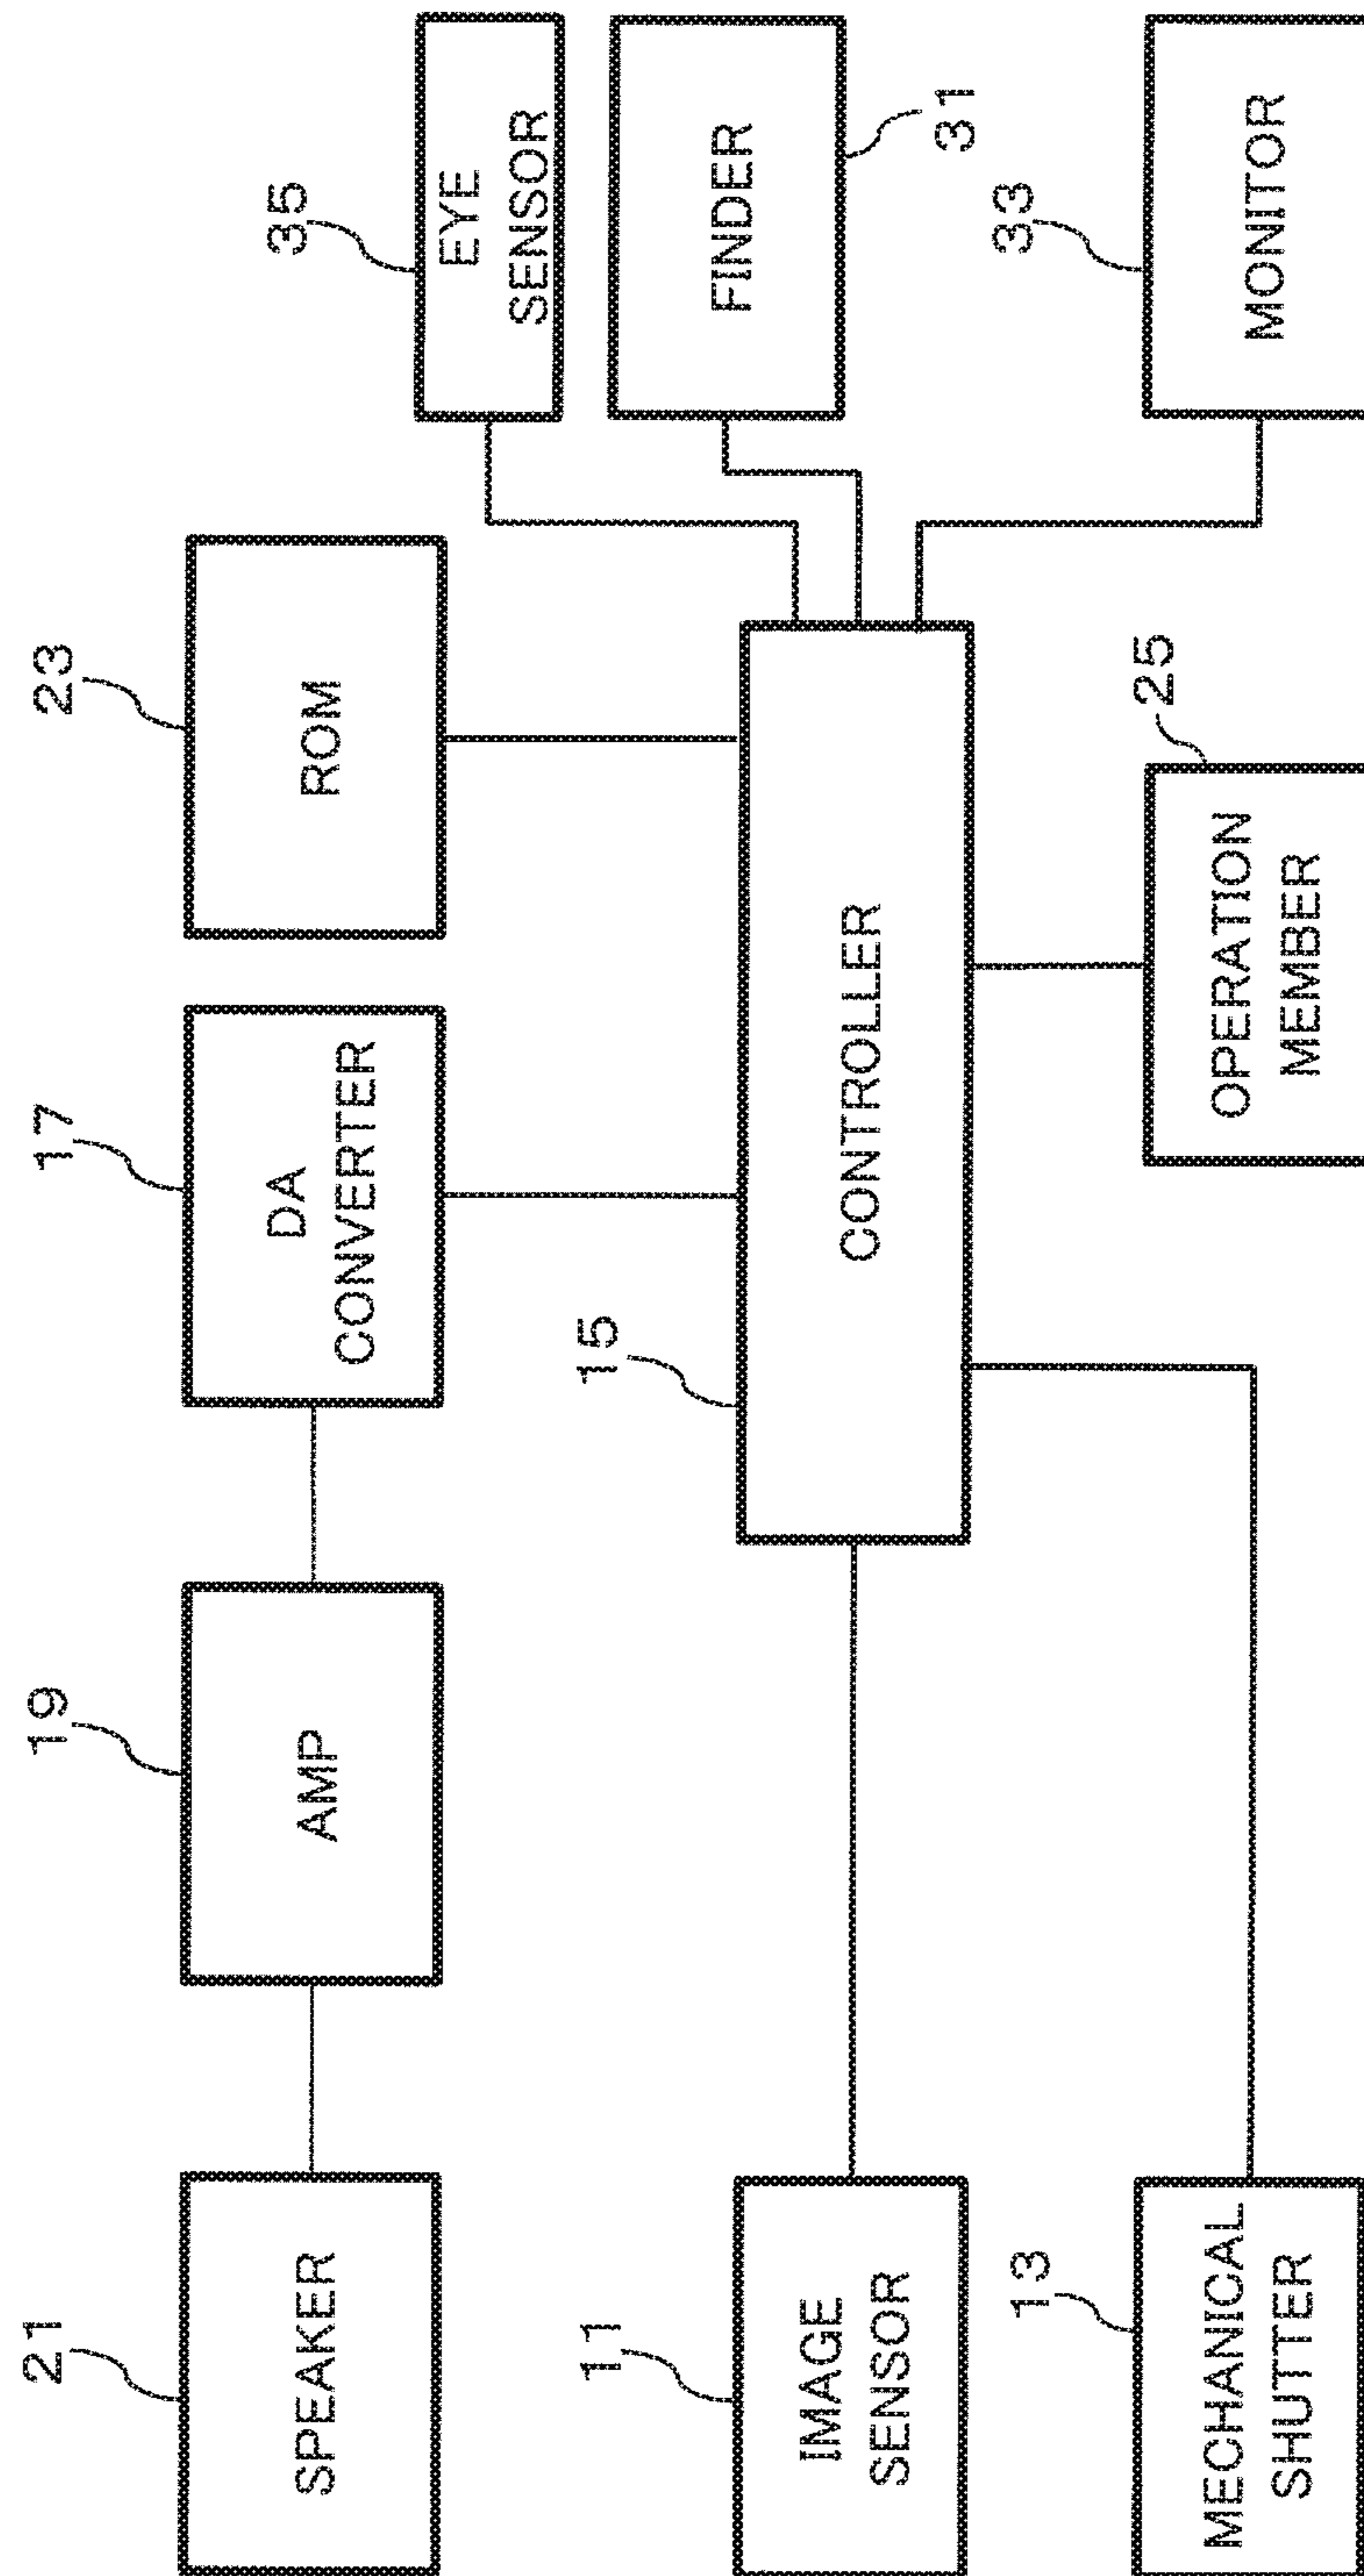 21
SPEAKER
19
AMP
17
DA
CONVERTER
23
ROM
35
EYE
SENSOR
FINDER
31
11
IMAGE
SENSOR
15
CONTROLLER
33
MONITOR
13
MECHANICAL
SHUTTER
25
OPERATION
MEMBER